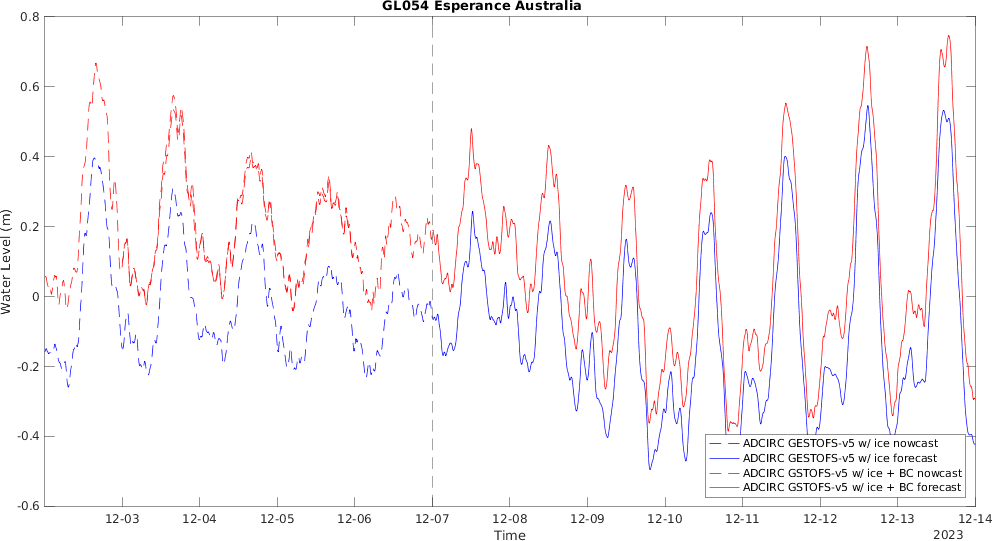 GL054 Esperance Australia
0.8
0.6
0.4
0.2
0
-0.2
-0.4
-0.6
Water Level (m)
ADCIRC GESTOFS-v5 w/ ice nowcast
ADCIRC GESTOFS-v5 w/ ice forecast
ADCIRC GSTOFS-v5 w/ ice + BC nowcast
ADCIRC GSTOFS-v5 w/ ice + BC forecast
12-03 12-04 12-05 12-06 12-07 12-08 12-09 12-10 12-11 12-12 12-13 12-14
Time
2023